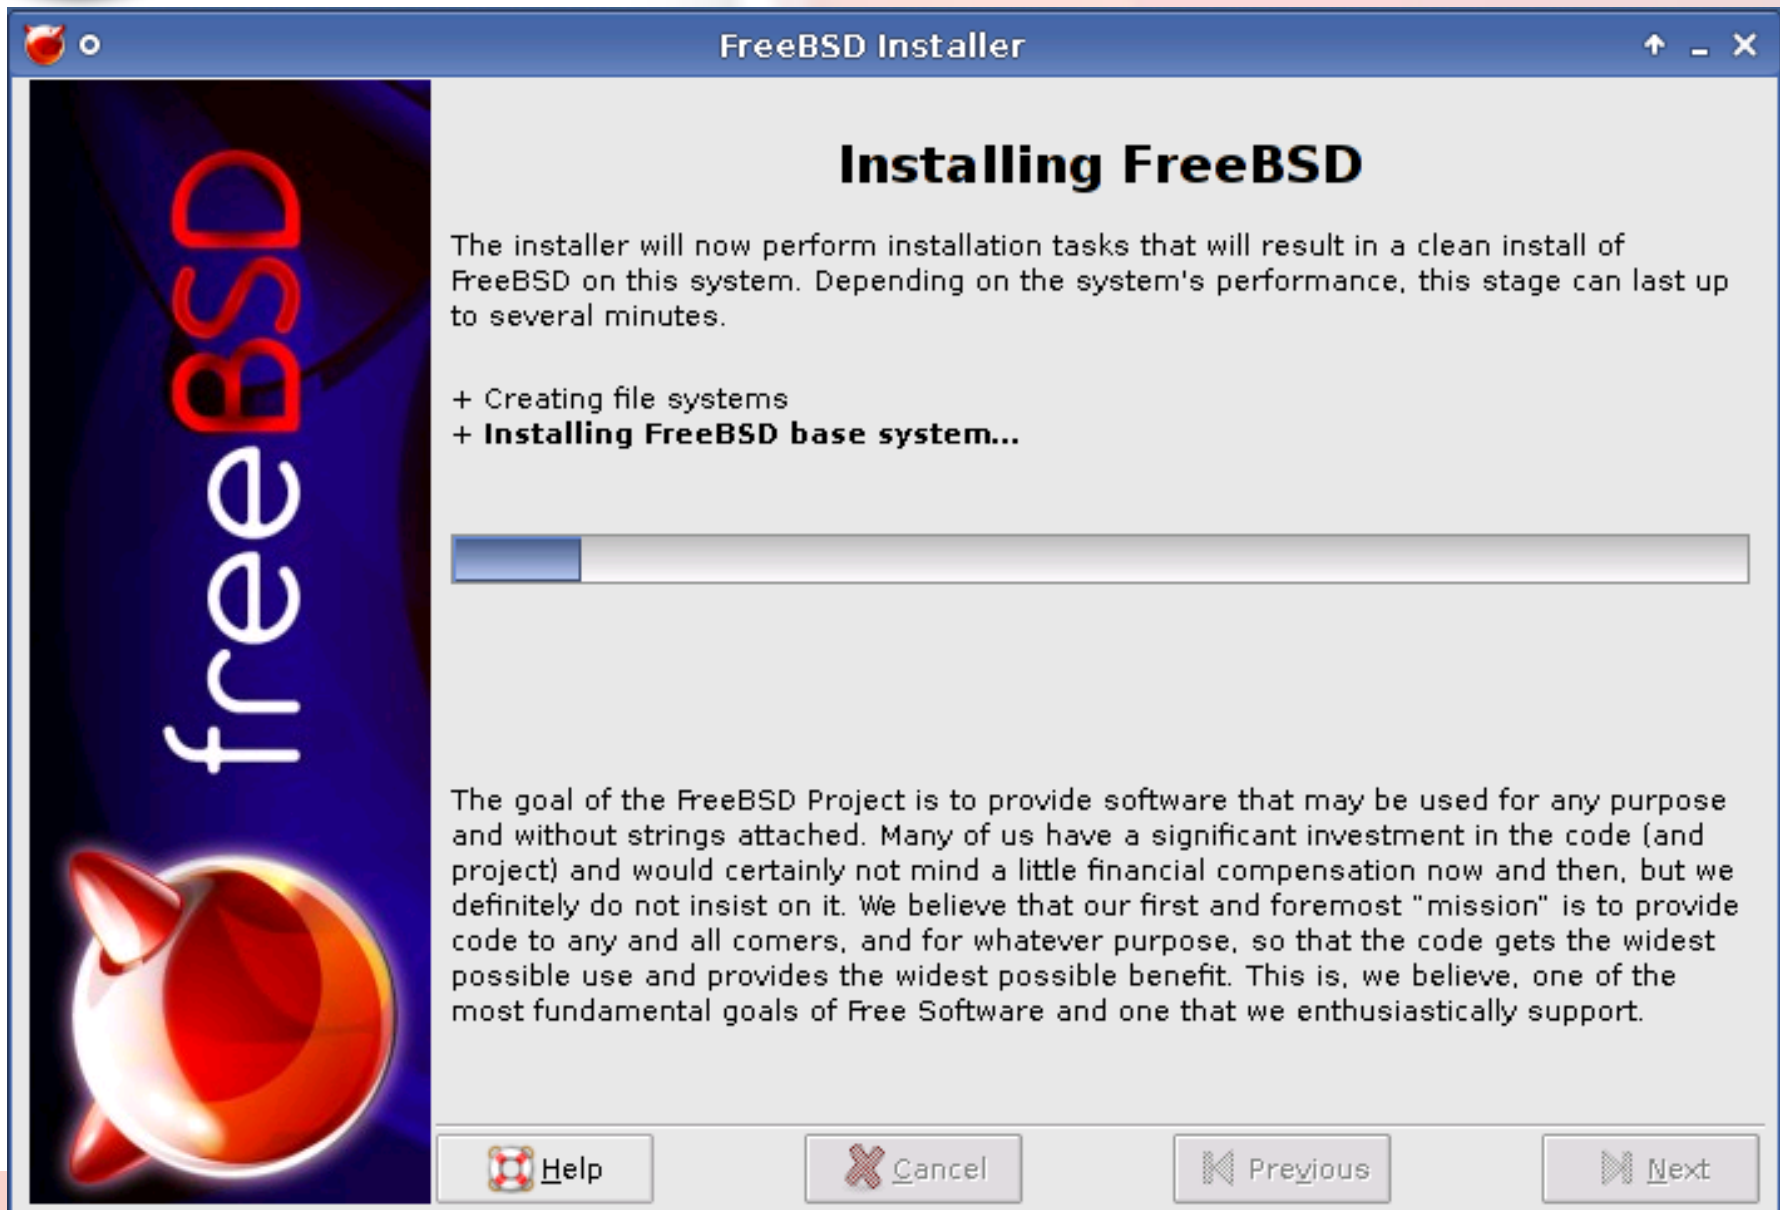 FreeBSD Installer
freeBSD
Installing FreeBSD
The installer will now perform installation tasks that will result in a clean install of
FreeBSD on this system. Depending on the system's performance, this stage can last up
to several minutes.
+ Creating file systems
+ Installing FreeBSD base system...
The goal of the FreeBSD Project is to provide software that may be used for any purpose
and without strings attached. Many of us have a significant investment in the code (and
project) and would certainly not mind a little financial compensation now and then, but we
definitely do not insist on it. We believe that our first and foremost "mission" is to provide
code to any and all comers, and for whatever purpose, so that the code gets the widest
possible use and provides the widest possible benefit. This is, we believe, one of the
most fundamental goals of Free Software and one that we enthusiastically support.
Help
Cancel
Previous
Next